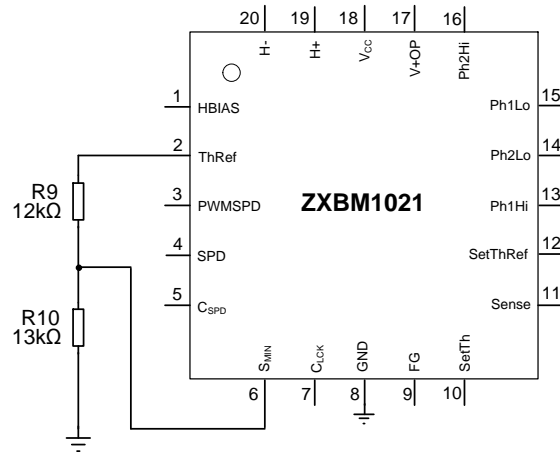 20 19 18 17 16
H- H+ VCC V+OP Ph2Hi
1 HBIAS
2 ThRef
3 PWMSPD
4 SPD
5 CSPD
ZXBM1021
Ph1Lo 15
Ph2Lo 14
Ph1Hi 13
SetThRef 12
Sense 11
SMIN CLCK GND FG SetTh
6 7 8 9 10
R9
12kΩ
R10
13kΩ